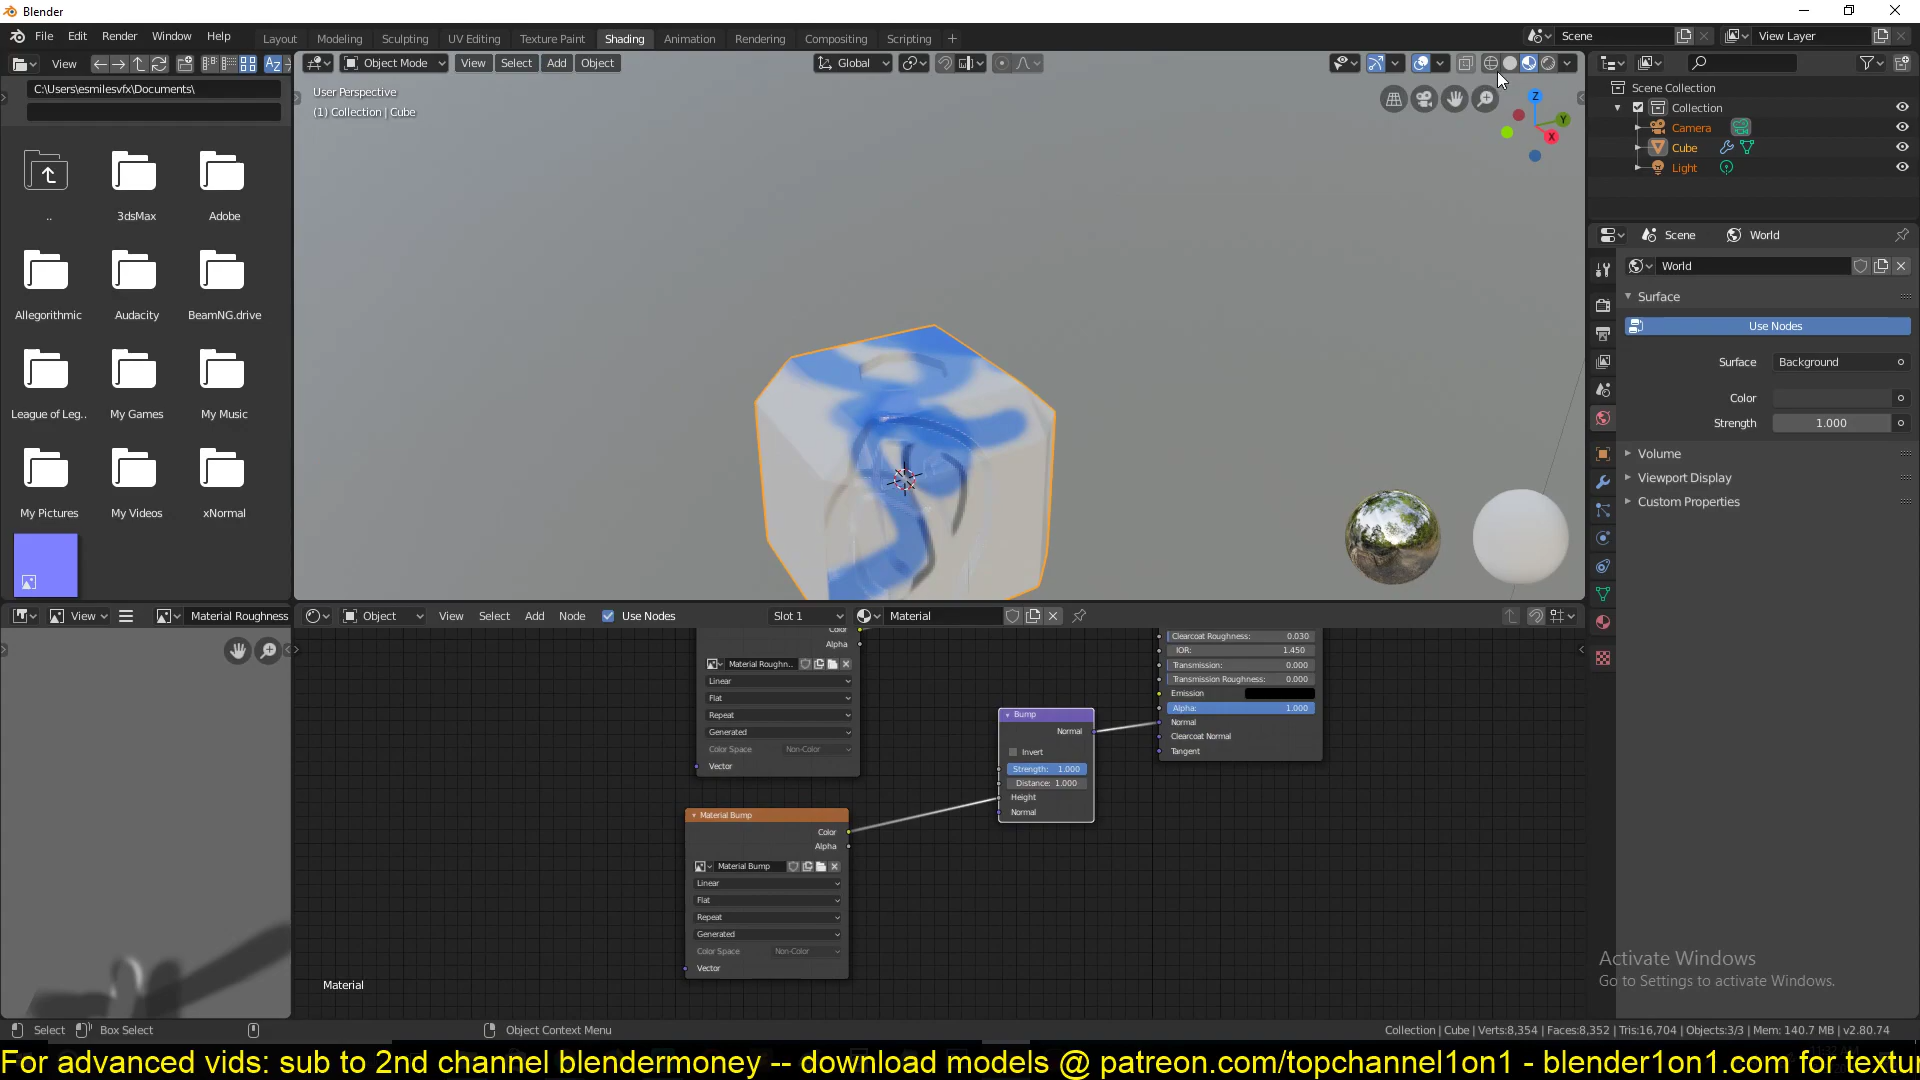 Blender
File Edit Render Window Help
Layout Modeling Sculpting UV Editing Texture Paint Shading Animation Rendering Compositing Scripting
Scene
View Layer
View
Object Mode View Select Add Object
Global
C:\Users\esmilesvfx\Documents\
User Perspective
(1) Collection | Cube
.. 3dsMax Adobe
Allegorithmic Audacity BeamNG.drive
League of Leg.. My Games My Music
My Pictures My Videos xNormal
Z
Y
X
Scene Collection
Collection
Camera
Cube
Light
Scene World
World
Surface
Use Nodes
Surface Background
Color
Strength 1.000
Volume
Viewport Display
Custom Properties
View Material Roughness
Object View Select Add Node Use Nodes Slot 1 Material
Color
Alpha
Material Roughn..
Linear
Flat
Repeat
Generated
Color Space Non-Color
Vector
Material Bump
Color
Alpha
Material Bump
Linear
Flat
Repeat
Generated
Color Space Non-Color
Vector
Bump
Normal
Invert
Strength: 1.000
Distance: 1.000
Height
Normal
Clearcoat Roughness: 0.030
IOR: 1.450
Transmission: 0.000
Transmission Roughness: 0.000
Emission
Alpha: 1.000
Normal
Clearcoat Normal
Tangent
Material
Activate Windows
Go to Settings to activate Windows.
Select Box Select Object Context Menu
Collection | Cube | Verts:8,354 | Faces:8,352 | Tris:16,704 | Objects:3/3 | Mem: 140.7 MB | v2.80.74
For advanced vids: sub to 2nd channel blendermoney -- download models @ patreon.com/topchannel1on1 - blender1on1.com for textur